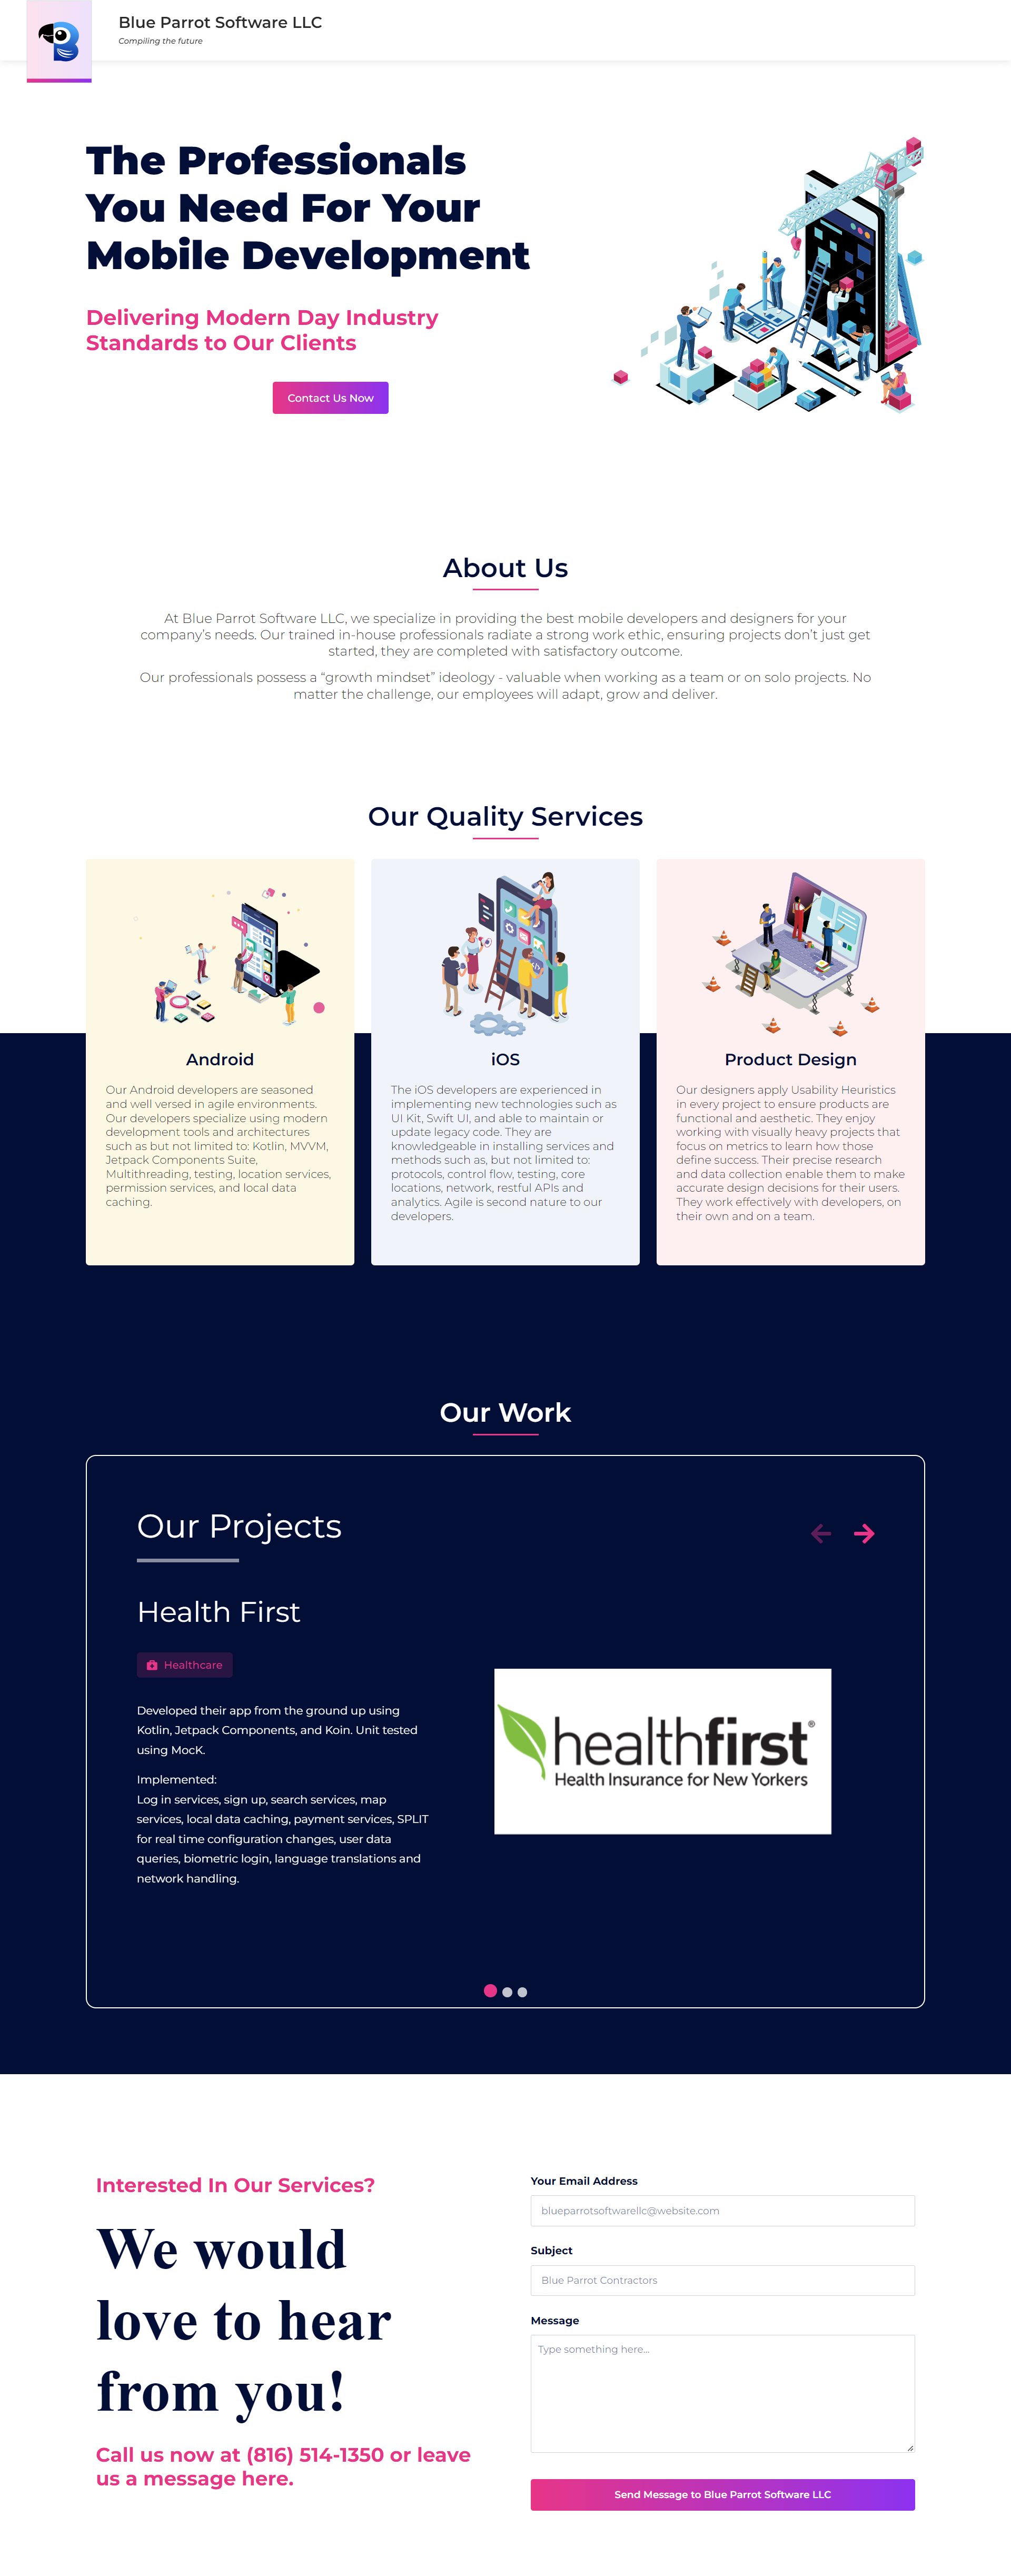 Blue Parrot Software LLC
Compiling the future
The Professionals
You Need For Your
Mobile Development
Delivering Modern Day Industry
Standards to Our Clients
Contact Us Now
About Us
At Blue Parrot Software LLC, we specialize in providing the best mobile developers and designers for your
company's needs. Our trained in-house professionals radiate a strong work ethic, ensuring projects don't just get
started, they are completed with satisfactory outcome.
Our professionals possess a “growth mindset” ideology - valuable when working as a team or on solo projects. No
matter the challenge, our employees will adapt, grow and deliver.
Our Quality Services
Android
Our Android developers are seasoned
and well versed in agile environments.
Our developers specialize using modern
development tools and architectures
such as but not limited to: Kotlin, MVVM,
Jetpack Components Suite,
Multithreading, testing, location services,
permission services, and local data
caching.
iOS
The iOS developers are experienced in
implementing new technologies such as
UI Kit, Swift UI, and able to maintain or
update legacy code. They are
knowledgeable in installing services and
methods such as, but not limited to:
protocols, control flow, testing, core
locations, network, restful APIs and
analytics. Agile is second nature to our
developers.
Product Design
Our designers apply Usability Heuristics
in every project to ensure products are
functional and aesthetic. They enjoy
working with visually heavy projects that
focus on metrics to learn how those
define success. Their precise research
and data collection enable them to make
accurate design decisions for their users.
They work effectively with developers, on
their own and on a team.
Our Work
Our Projects
Health First
Healthcare
Developed their app from the ground up using
Kotlin, Jetpack Components, and Koin. Unit tested
using MocK.
Implemented:
Log in services, sign up, search services, map
services, local data caching, payment services, SPLIT
for real time configuration changes, user data
queries, biometric login, language translations and
network handling.
healthfirst®
Health Insurance for New Yorkers
Interested In Our Services?
We would
love to hear
from you!
Call us now at (816) 514-1350 or leave
us a message here.
Your Email Address
blueparrotsoftwarellc@website.com
Subject
Blue Parrot Contractors
Message
Type something here...
Send Message to Blue Parrot Software LLC